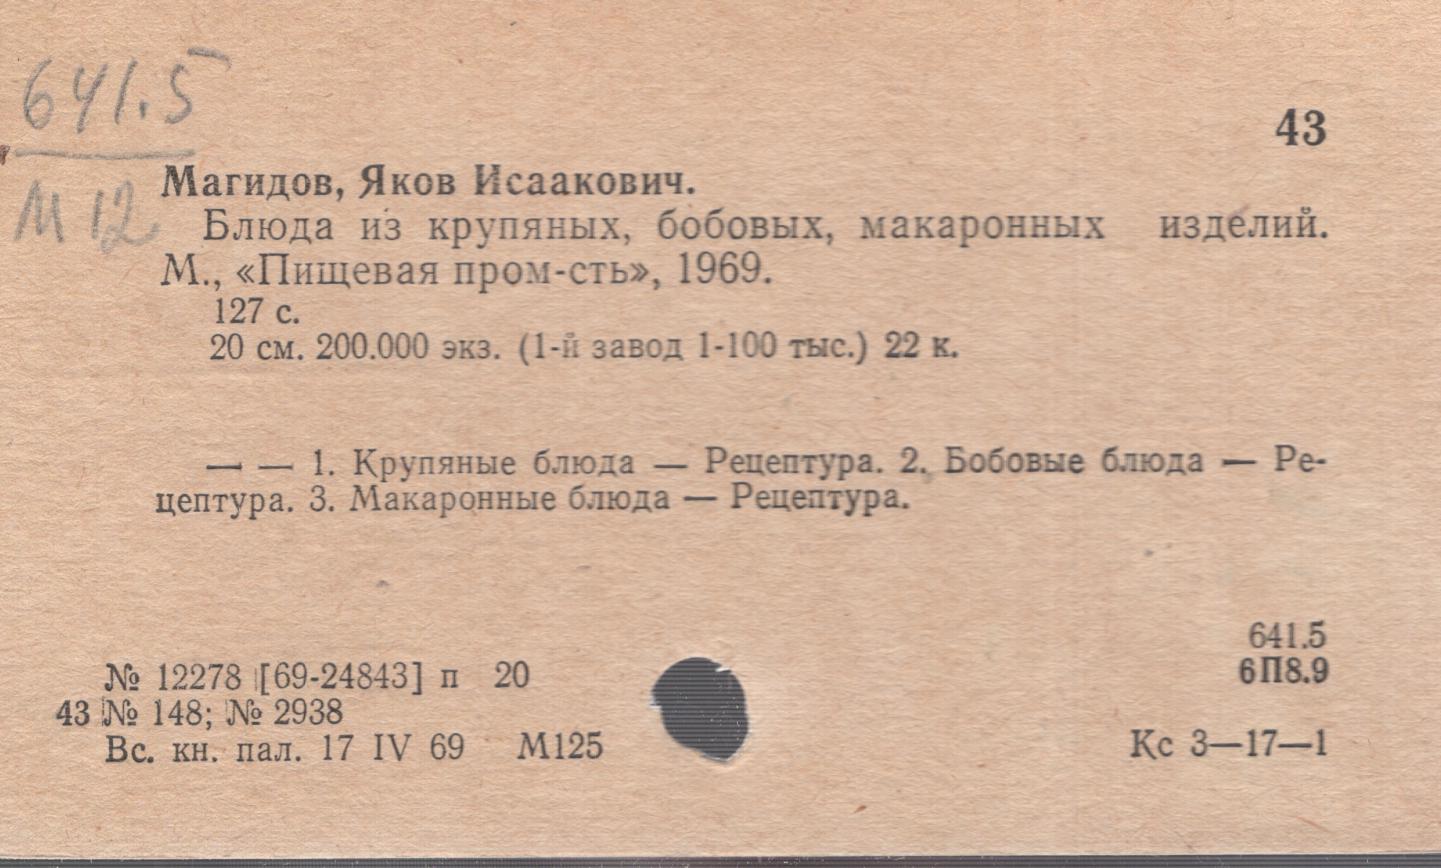 641.5
43
М12
Магидов, Яков Исаакович.
Блюда из крупяных, бобовых, макаронных изделий.
М., «Пищевая пром-сть», 1969.
127 с.
20 см. 200.000 экз. (1-й завод 1-100 тыс.) 22 к.
— — 1. Крупяные блюда — Рецептура. 2. Бобовые блюда — Ре-
цептура. 3. Макаронные блюда — Рецептура.
641.5
№ 12278 [69-24843] п 20
6П8.9
43 № 148; № 2938
Вс. кн. пал. 17 IV 69 М125
Кс 3—17—1